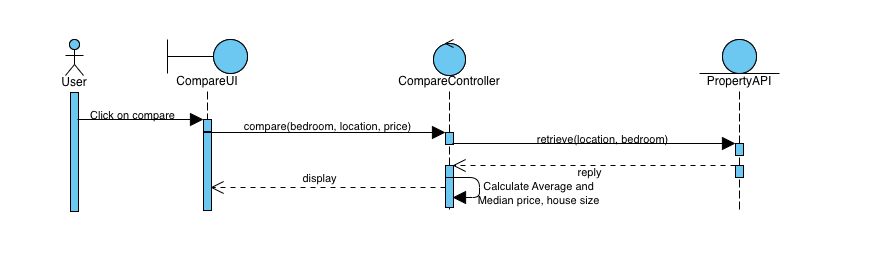 User
CompareUI
CompareController
PropertyAPI
Click on compare
compare(bedroom, location, price)
retrieve(location, bedroom)
reply
display
Calculate Average and
Median price, house size